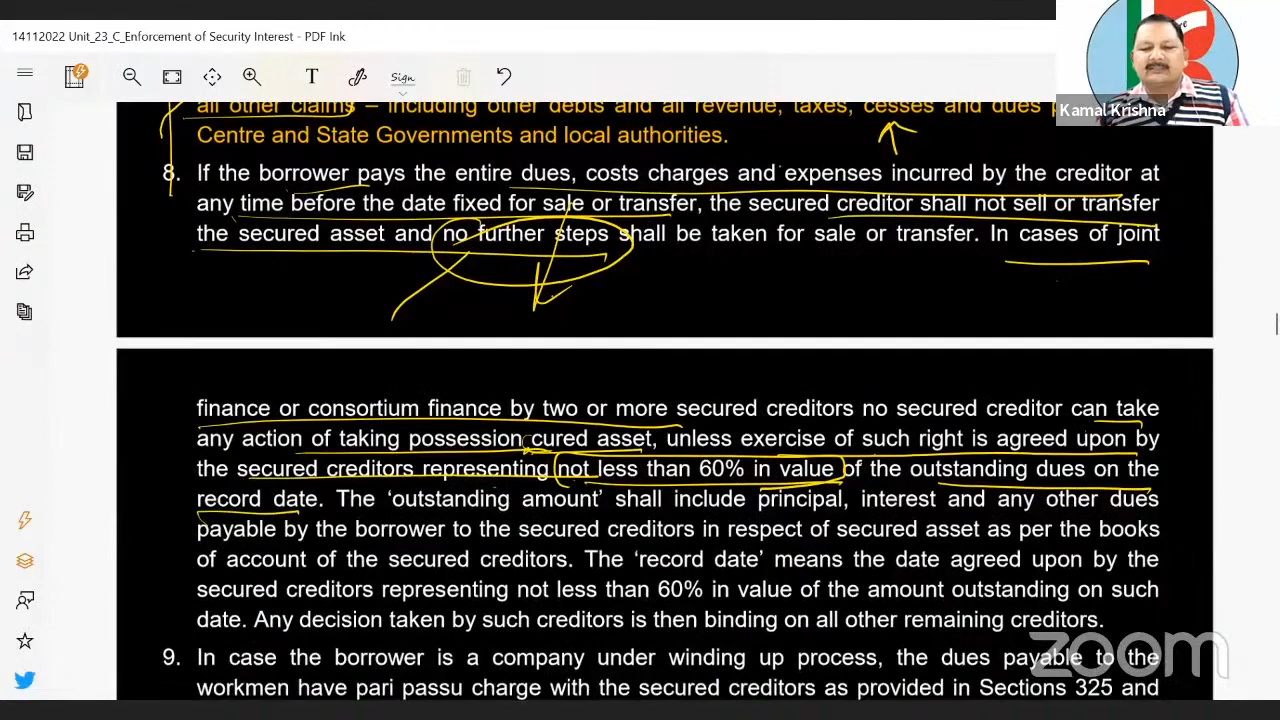 14112022 Unit_23_C_Enforcement of Security Interest - PDF Ink
T
Sign
Kamal Krishna
all other claims – including other debts and all revenue, taxes, cesses and dues
Centre and State Governments and local authorities.
8. If the borrower pays the entire dues, costs charges and expenses incurred by the creditor at
any time before the date fixed for sale or transfer, the secured creditor shall not sell or transfer
the secured asset and no further steps shall be taken for sale or transfer. In cases of joint
finance or consortium finance by two or more secured creditors no secured creditor can take
any action of taking possession cured asset, unless exercise of such right is agreed upon by
the secured creditors representing not less than 60% in value of the outstanding dues on the
record date. The ‘outstanding amount’ shall include principal, interest and any other dues
payable by the borrower to the secured creditors in respect of secured asset as per the books
of account of the secured creditors. The ‘record date’ means the date agreed upon by the
secured creditors representing not less than 60% in value of the amount outstanding on such
date. Any decision taken by such creditors is then binding on all other remaining creditors.
zoom
9. In case the borrower is a company under winding up process, the dues payable to the
workmen have pari passu charge with the secured creditors as provided in Sections 325 and